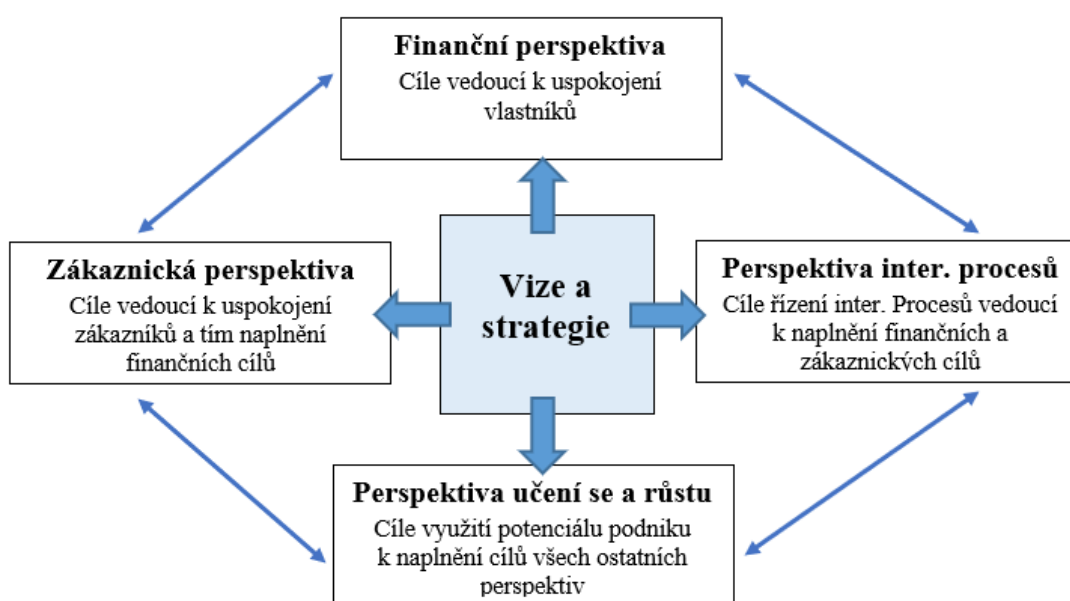 Finanční perspektiva
Cíle vedoucí k uspokojení
vlastníků
Zákaznická perspektiva
Cíle vedoucí k uspokojení
zákazníků a tím naplnění
finančních cílů
Vize a
strategie
Perspektiva inter. procesů
Cíle řízení inter. Procesů vedoucí
k naplnění finančních a
zákaznických cílů
Perspektiva učení se a růstu
Cíle využití potenciálu podniku
k naplnění cílů všech ostatních
perspektiv